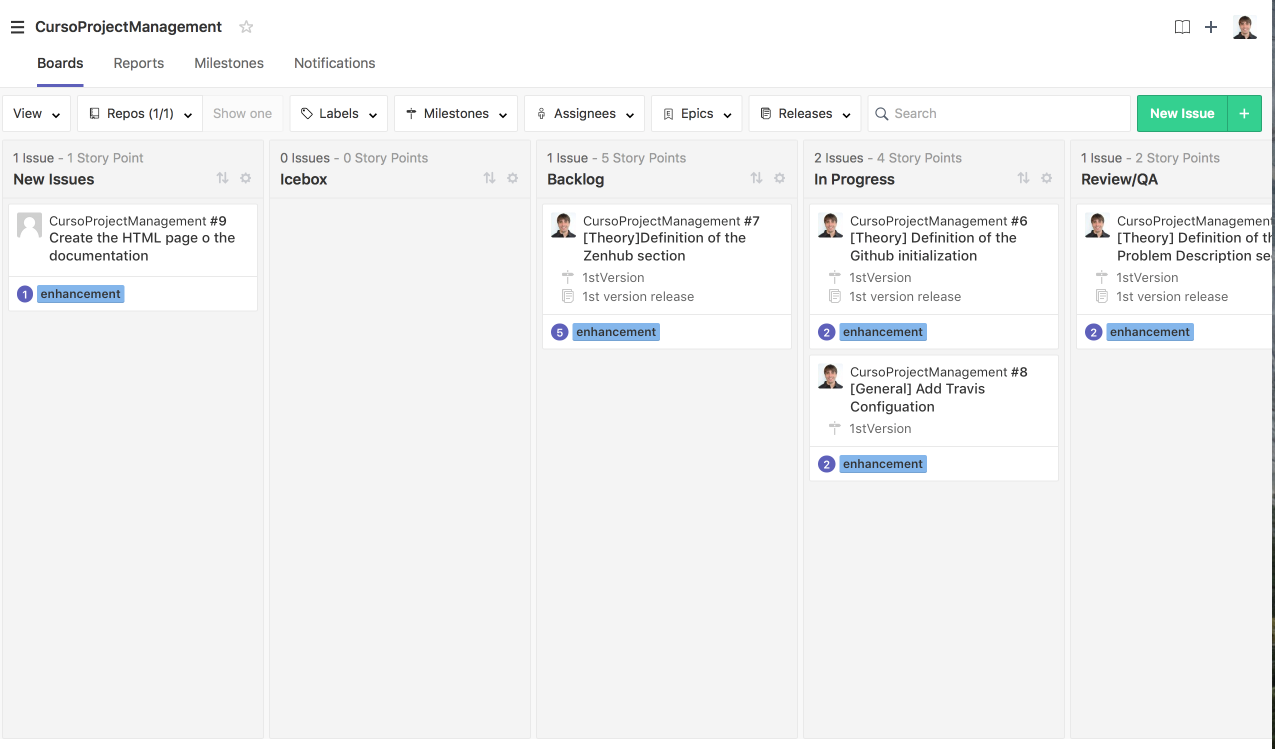 CursoProjectManagement
Boards Reports Milestones Notifications
View Repos (1/1) Show one Labels Milestones Assignees Epics Releases Search New Issue +
1 Issue - 1 Story Point
New Issues
CursoProjectManagement #9
Create the HTML page o the
documentation
1 enhancement
0 Issues - 0 Story Points
Icebox
1 Issue - 5 Story Points
Backlog
CursoProjectManagement #7
[Theory]Definition of the
Zenhub section
1stVersion
1st version release
5 enhancement
2 Issues - 4 Story Points
In Progress
CursoProjectManagement #6
[Theory] Definition of the
Github initialization
1stVersion
1st version release
2 enhancement
CursoProjectManagement #8
[General] Add Travis
Configuation
1stVersion
2 enhancement
1 Issue - 2 Story Points
Review/QA
CursoProjectManagement
[Theory] Definition of th
Problem Description se
1stVersion
1st version release
2 enhancement